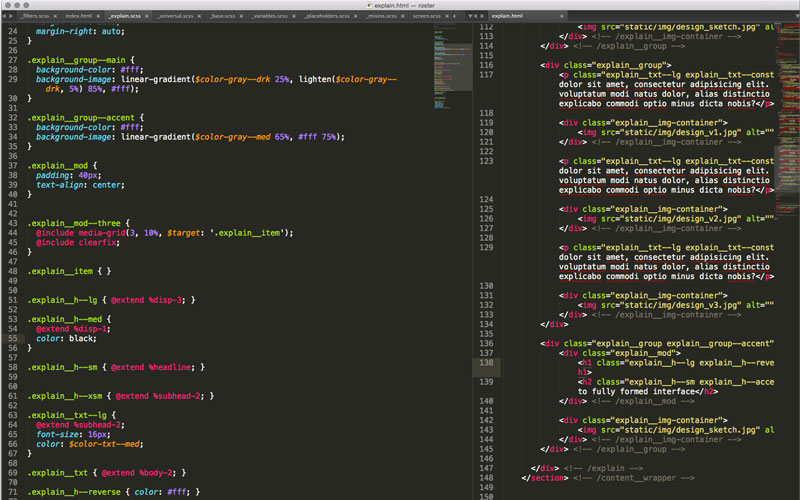 explain.html — roster
_filters.scss
index.html
_explain.scss
_universal.scss
_base.scss
_variables.scss
_placeholders.scss
_mixins.scss
semen.scss
24 margin-right: auto;
25 }
26
27 .explain__group--main {
28 background-color: #fff;
29 background-image: linear-gradient($color-gray--drk 25%, lighten($color-gray--
drk, 5%) 85%, #fff);
30 }
31
32 .explain__group--accent {
33 background-color: #fff;
34 background-image: linear-gradient($color-gray--med 65%, #fff 75%);
35 }
36
37 .explain__mod {
38 padding: 40px;
39 text-align: center;
40 }
41
42
43 .explain__mod--three {
44 @include media-grid(3, 10%, $target: '.explain__item');
45 @include clearfix;
46 }
47
48 .explain__item { }
49
50
51 .explain__h--lg { @extend %disp-3; }
52
53 .explain__h--med {
54 @extend %disp-1;
55 color: black;
56 }
57
58 .explain__h--sm { @extend %headline; }
59
60
61 .explain__h--xsm { @extend %subhead-2; }
62
63 .explain__txt--lg {
64 @extend %subhead-2;
65 font-size: 16px;
66 color: $color-txt--med;
67 }
68
69 .explain__txt { @extend %body-2; }
70
71 .explain__h--reverse { color: #fff; }
explain.html
112 <img src="static/img/design_sketch.jpg" alt
113 </div> <!-- /explain__img-container -->
114 </div> <!-- /explain__group -->
115
116 <div class="explain__group">
117 <p class="explain__txt--lg explain__txt--const
dolor sit amet, consectetur adipisicing elit.
voluptatum modi natus dolor, alias distinctio
explicabo commodi optio minus dicta nobis?</p>
118
119 <div class="explain__img-container">
120 <img src="static/img/design_v1.jpg" alt=""
121 </div> <!-- /explain__img-container -->
122
123 <p class="explain__txt--lg explain__txt--const
dolor sit amet, consectetur adipisicing elit.
voluptatum modi natus dolor, alias distinctio
explicabo commodi optio minus dicta nobis?</p>
124
125 <div class="explain__img-container">
126 <img src="static/img/design_v2.jpg" alt=""
127 </div> <!-- /explain__img-container -->
128
129 <p class="explain__txt--lg explain__txt--const
dolor sit amet, consectetur adipisicing elit.
voluptatum modi natus dolor, alias distinctio
explicabo commodi optio minus dicta nobis?</p>
130
131 <div class="explain__img-container">
132 <img src="static/img/design_v3.jpg" alt=""
133 </div> <!-- /explain__img-container -->
134 </div>
135
136 <div class="explain__group explain__group--accent"
137 <div class="explain__mod">
138 <h1 class="explain__h--lg explain__h--reve
h1>
139 <h2 class="explain__h--sm explain__h--acce
to fully formed interface</h2>
140 </div> <!-- /explain__mod -->
141
142 <div class="explain__img-container">
143 <img src="static/img/design_sketch.jpg" al
144 </div> <!-- /explain__img-container -->
145 </div> <!-- /explain__group -->
146
147 </div> <!-- /explain -->
148 </section> <!-- /content__wrapper -->
149
150